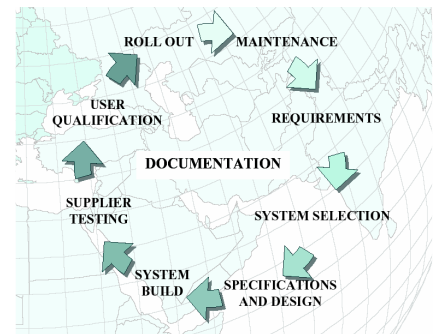 ROLL OUT
MAINTENANCE
USER
QUALIFICATION
REQUIREMENTS
DOCUMENTATION
SUPPLIER
TESTING
SYSTEM SELECTION
SYSTEM
BUILD
SPECIFICATIONS
AND DESIGN